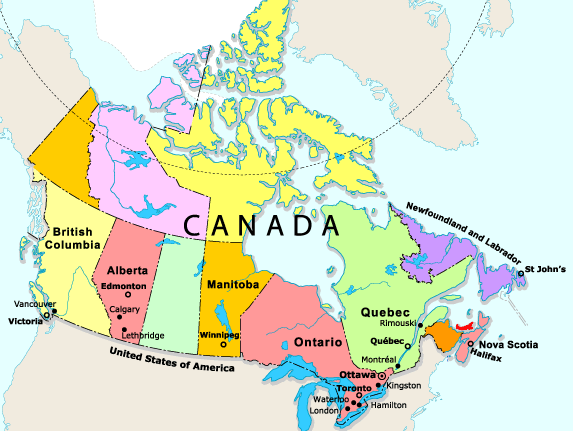 CANADA
Newfoundland and Labrador
British
Columbia
Alberta
Edmonton
Manitoba
St John's
Calgary
Vancouver
Victoria
Lethbridge
Winnipeg
Quebec
Rimouski
Ontario
Québec
Nova Scotia
Halifax
United States of America
Montréal
Ottawa
Kingston
Toronto
Waterloo
Hamilton
London